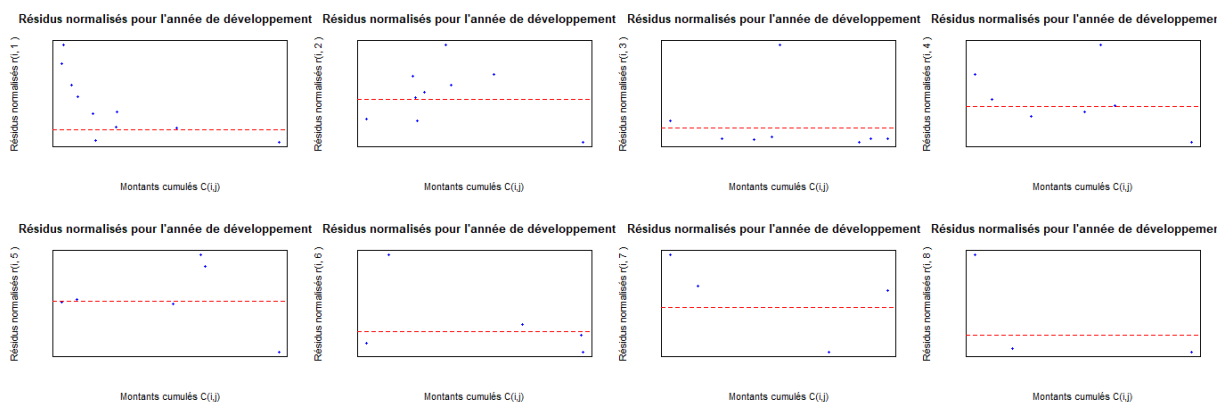 Résidus normalisés pour l'année de développement
Résidus normalisés r(i, 1 )
Montants cumulés C(i,j)
Résidus normalisés pour l'année de développement
Résidus normalisés r(i, 2 )
Montants cumulés C(i,j)
Résidus normalisés pour l'année de développement
Résidus normalisés r(i, 3 )
Montants cumulés C(i,j)
Résidus normalisés pour l'année de développemer
Résidus normalisés r(i, 4 )
Montants cumulés C(i,j)
Résidus normalisés pour l'année de développement
Résidus normalisés r(i, 5 )
Montants cumulés C(i,j)
Résidus normalisés pour l'année de développement
Résidus normalisés r(i, 6 )
Montants cumulés C(i,j)
Résidus normalisés pour l'année de développement
Résidus normalisés r(i, 7 )
Montants cumulés C(i,j)
Résidus normalisés pour l'année de développemer
Résidus normalisés r(i, 8 )
Montants cumulés C(i,j)